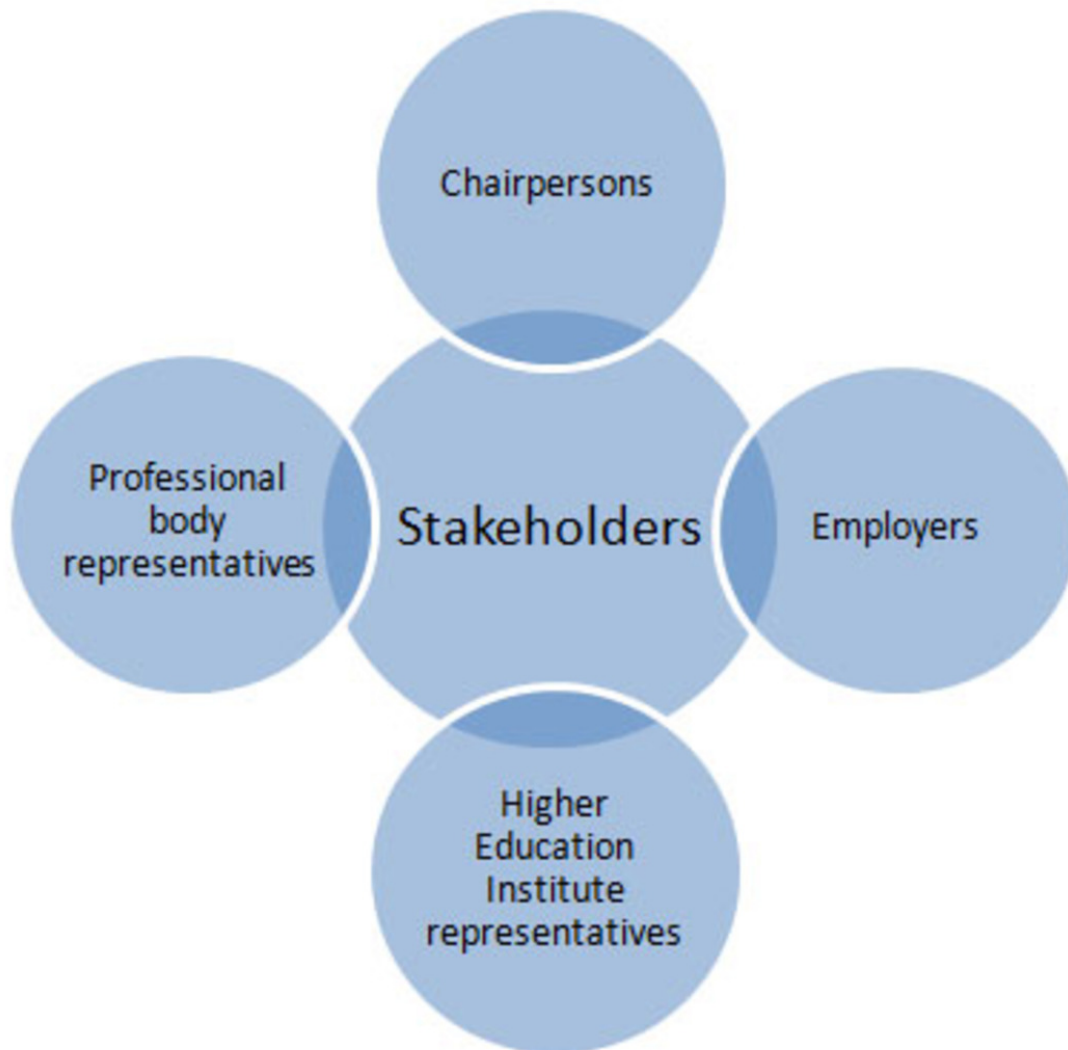 Chairpersons
Professional
body
representatives
Stakeholders
Employers
Higher
Education
Institute
representatives